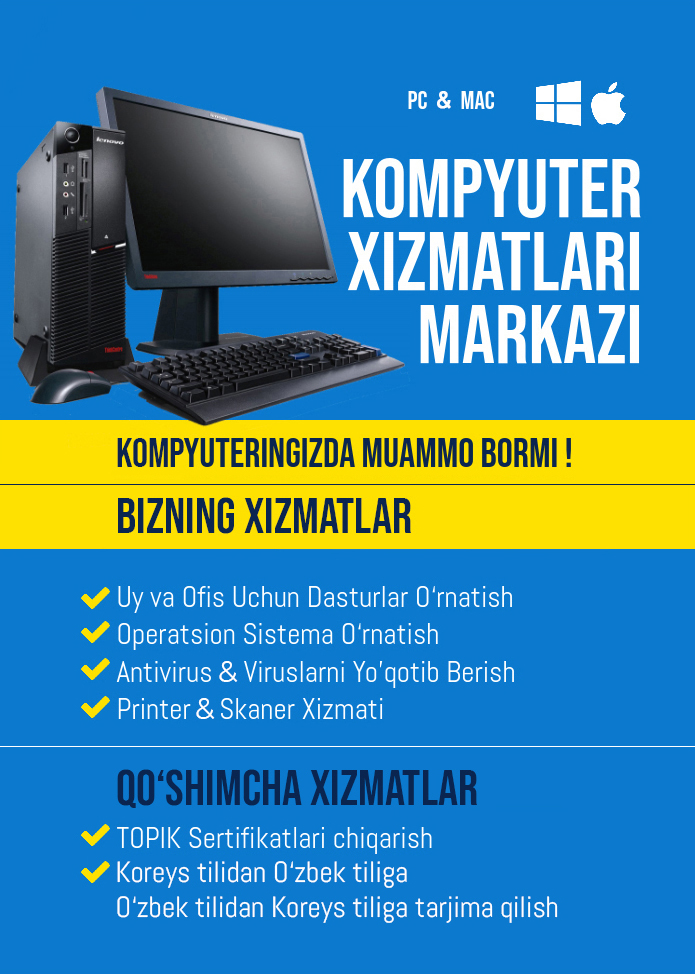 PC & MAC
KOMPYUTER
XIZMATLARI
MARKAZI
lenovo
KOMPYUTERINGIZDA MUAMMO BORMI !
BIZNING XIZMATLAR
Uy va Ofis Uchun Dasturlar O‘rnatish
Operatsion Sistema O‘rnatish
Antivirus & Viruslarni Yo’qotib Berish
Printer & Skaner Xizmati
QO‘SHIMCHA XIZMATLAR
TOPIK Sertifikatlari chiqarish
Koreys tilidan O‘zbek tiliga
O‘zbek tilidan Koreys tiliga tarjima qilish